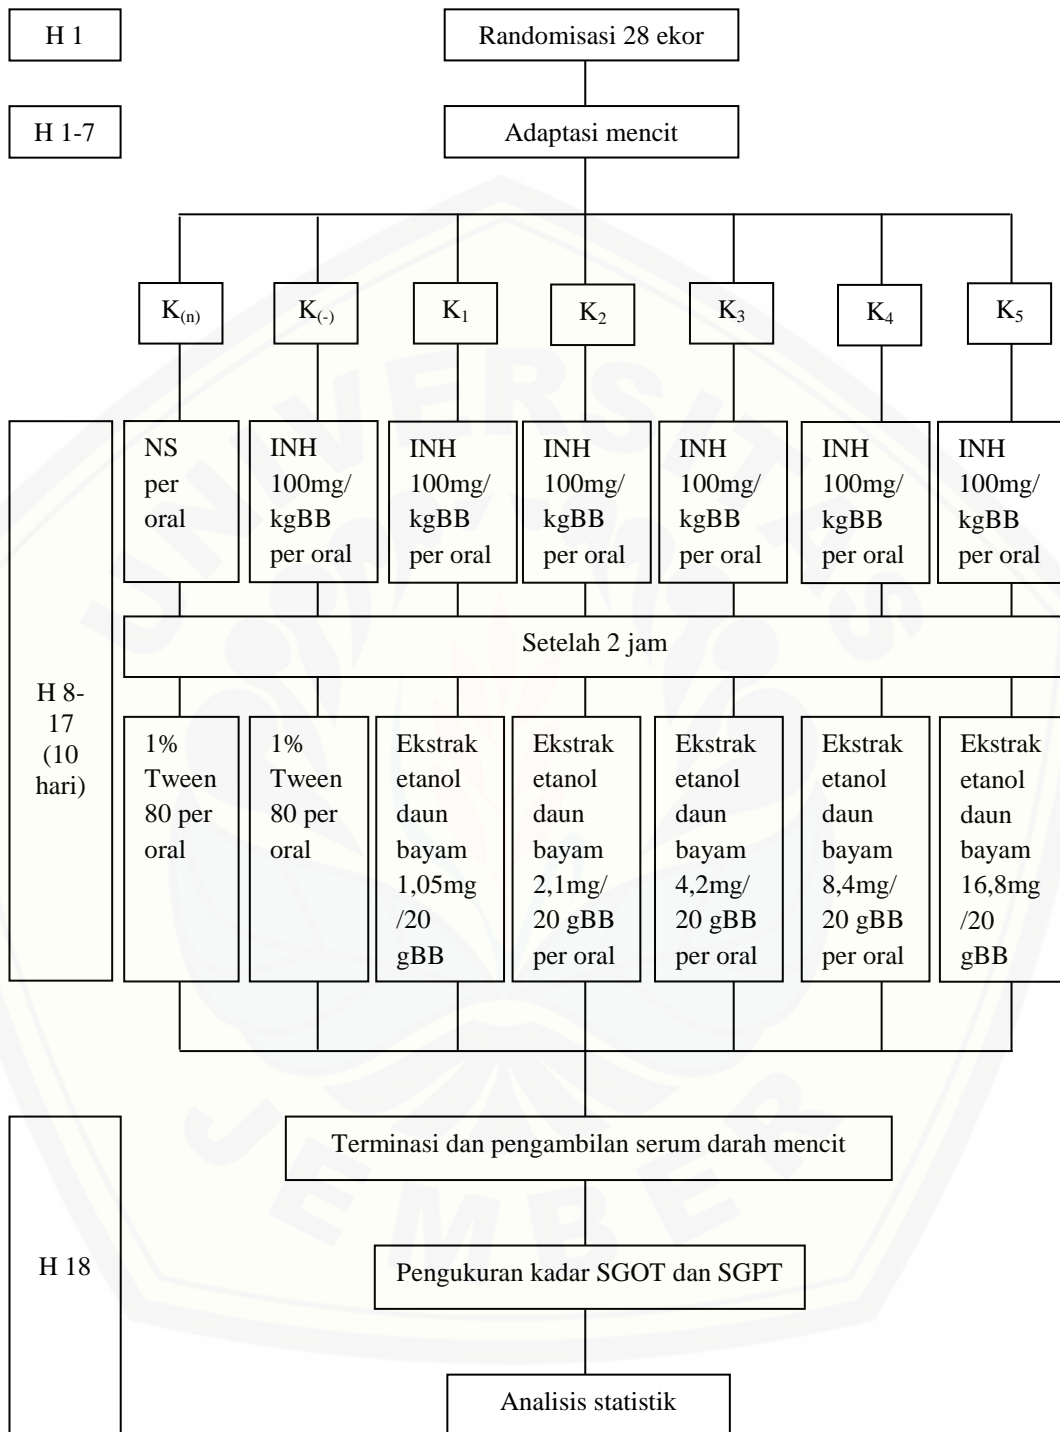 H 1
Randomisasi 28 ekor
H 1-7
Adaptasi mencit
K(n)
K(-)
K1
K2
K3
K4
K5
H 8-
17
(10
hari)
NS
per
oral
INH
100mg/
kgBB
per oral
INH
100mg/
kgBB
per oral
INH
100mg/
kgBB
per oral
INH
100mg/
kgBB
per oral
INH
100mg/
kgBB
per oral
INH
100mg/
kgBB
per oral
Setelah 2 jam
1%
Tween
80 per
oral
1%
Tween
80 per
oral
Ekstrak
etanol
daun
bayam
1,05mg
/20
gBB
Ekstrak
etanol
daun
bayam
2,1mg/
20 gBB
per oral
Ekstrak
etanol
daun
bayam
4,2mg/
20 gBB
per oral
Ekstrak
etanol
daun
bayam
8,4mg/
20 gBB
per oral
Ekstrak
etanol
daun
bayam
16,8mg
/20
gBB
H 18
Terminasi dan pengambilan serum darah mencit
Pengukuran kadar SGOT dan SGPT
Analisis statistik
UNIVERSITAS
JEMBER